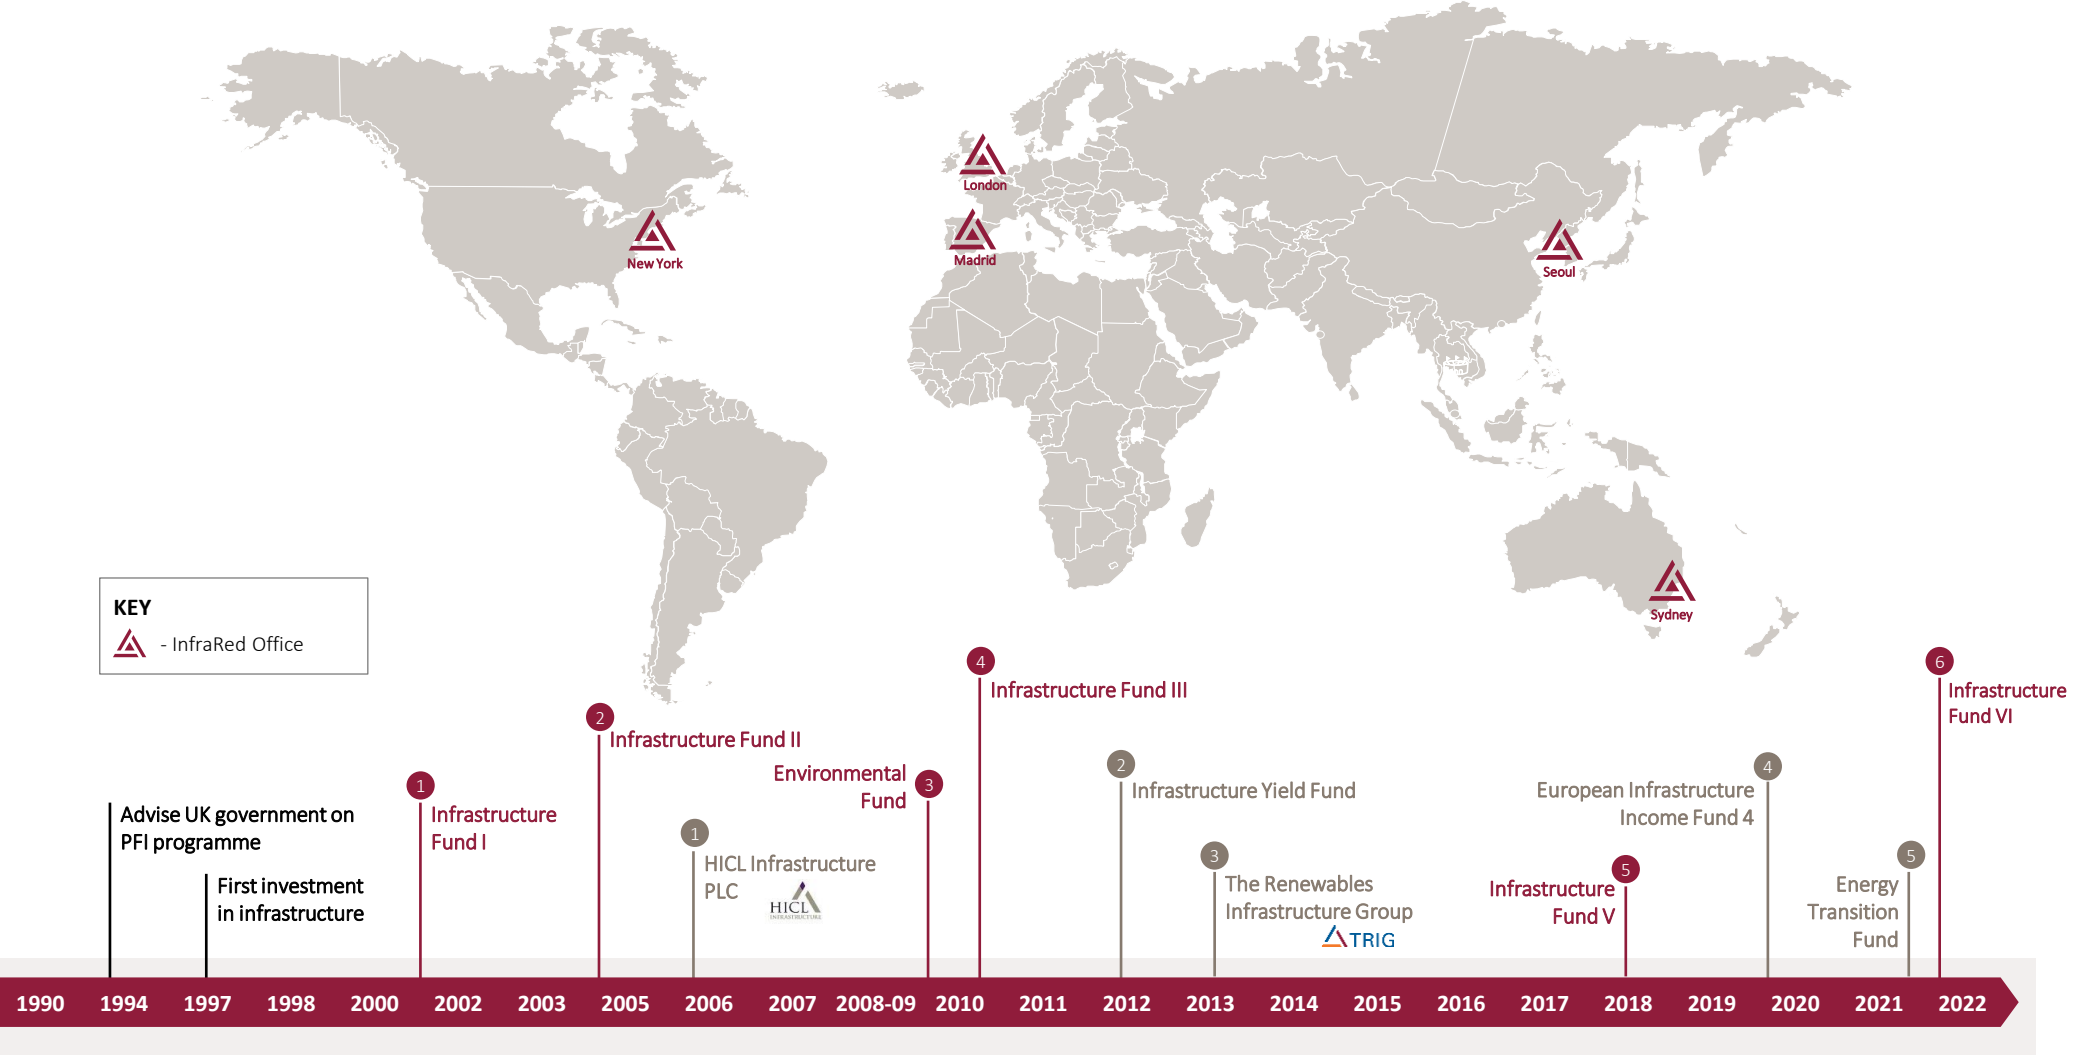 London
New York
Madrid
Seoul
Sydney
KEY
- InfraRed Office
4
Infrastructure Fund III
6
Infrastructure
Fund VI
2
Infrastructure Fund II
1
Infrastructure
Fund I
Environmental
Fund
3
2
Infrastructure Yield Fund
4
European Infrastructure
Income Fund 4
Advise UK government on
PFI programme
1
HICL Infrastructure
PLC
HICL
INFRASTRUCTURE
3
The Renewables
Infrastructure Group
TRIG
5
Infrastructure
Fund V
5
Energy
Transition
Fund
First investment
in infrastructure
1990 1994 1997 1998 2000 2002 2003 2005 2006 2007 2008-09 2010 2011 2012 2013 2014 2015 2016 2017 2018 2019 2020 2021 2022